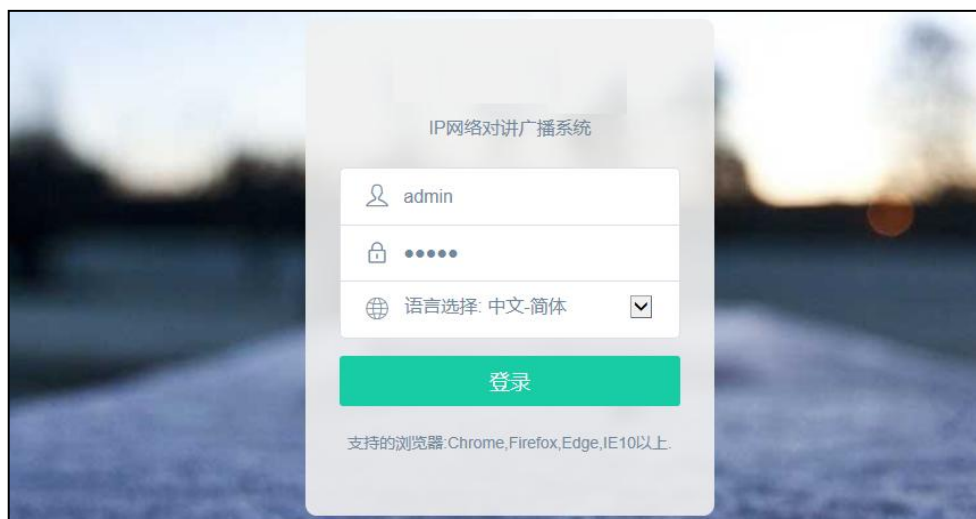 IP网络对讲广播系统
admin
●●●●●
语言选择: 中文-简体
登录
支持的浏览器:Chrome,Firefox,Edge,IE10以上.